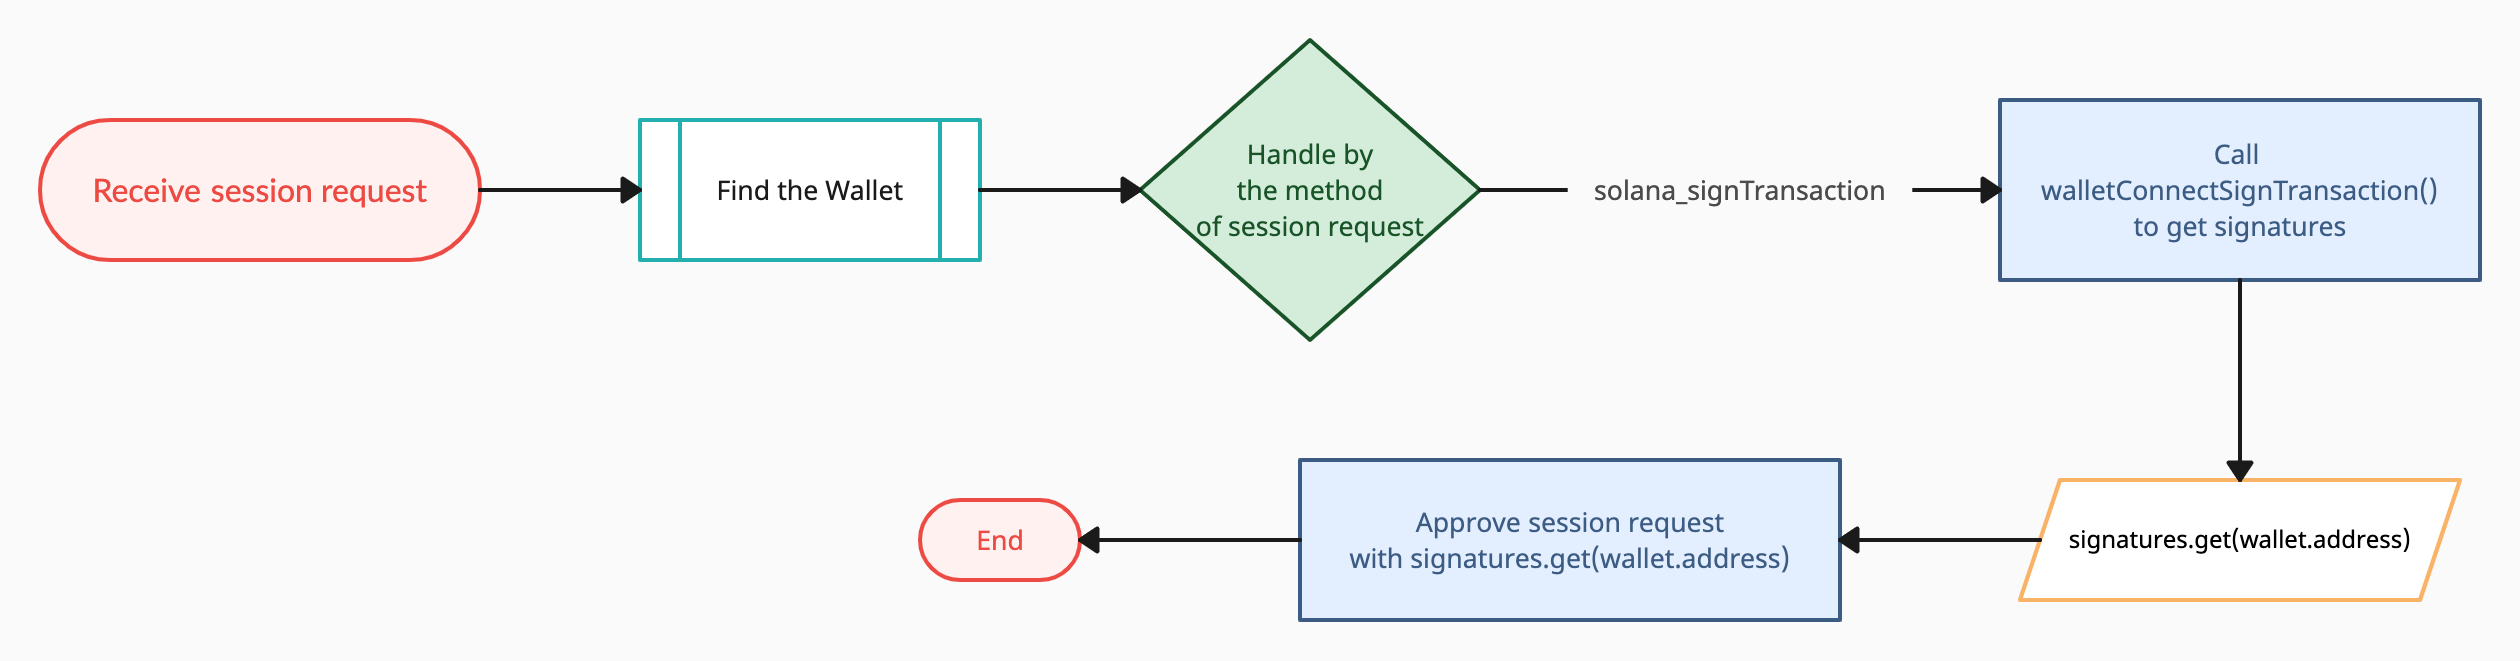 Receive session request
Find the Wallet
Handle by
the method
of session request
solana_signTransaction
Call
walletConnectSignTransaction()
to get signatures
signatures.get(wallet.address)
Approve session request
with signatures.get(wallet.address)
End